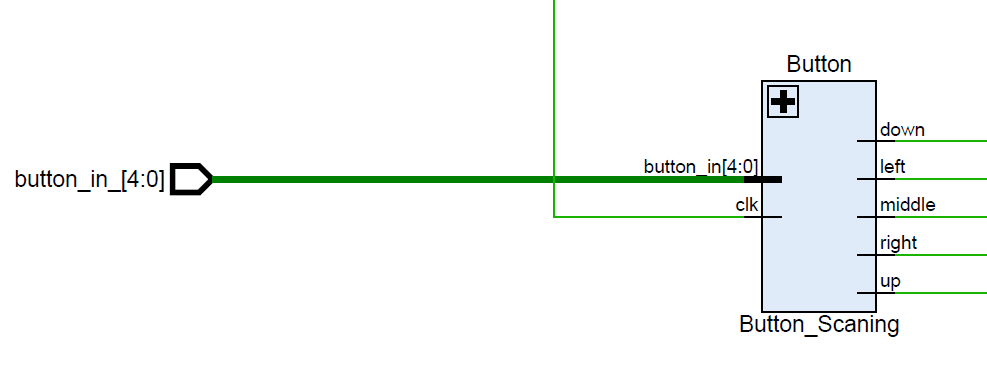 Button
down
button_in[4:0]
left
button_in_[4:0]
clk
middle
right
up
Button_Scaning